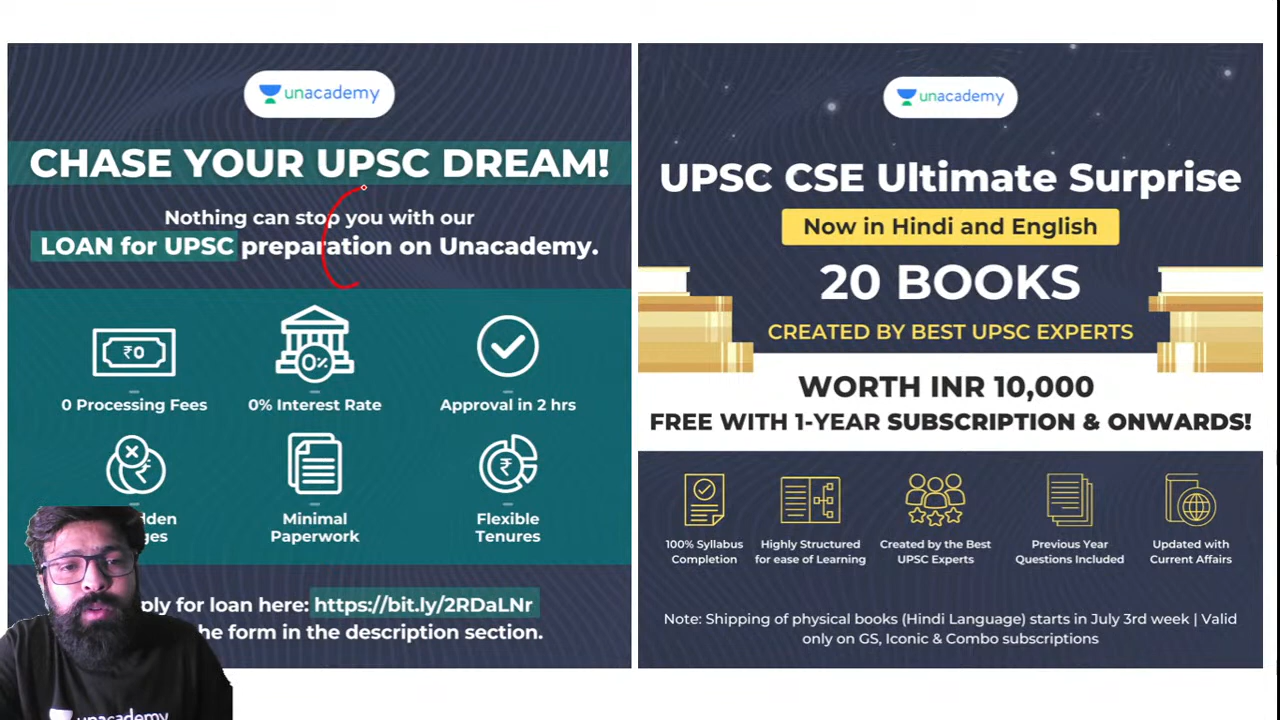 unacademy
CHASE YOUR UPSC DREAM!
Nothing can stop you with our
LOAN for UPSC preparation on Unacademy.
₹0
0%
₹
₹
0 Processing Fees
0% Interest Rate
Approval in 2 hrs
Minimal
Paperwork
Flexible
Tenures
for loan here: https://bit.ly/2RDaLNr
form in the description section.
unacademy
UPSC CSE Ultimate Surprise
Now in Hindi and English
20 BOOKS
CREATED BY BEST UPSC EXPERTS
WORTH INR 10,000
FREE WITH 1-YEAR SUBSCRIPTION & ONWARDS!
100% Syllabus
Completion
Highly Structured
for ease of Learning
Created by the Best
UPSC Experts
Previous Year
Questions Included
Updated with
Current Affairs
Note: Shipping of physical books (Hindi Language) starts in July 3rd week | Valid
only on GS, Iconic & Combo subscriptions
unacademy